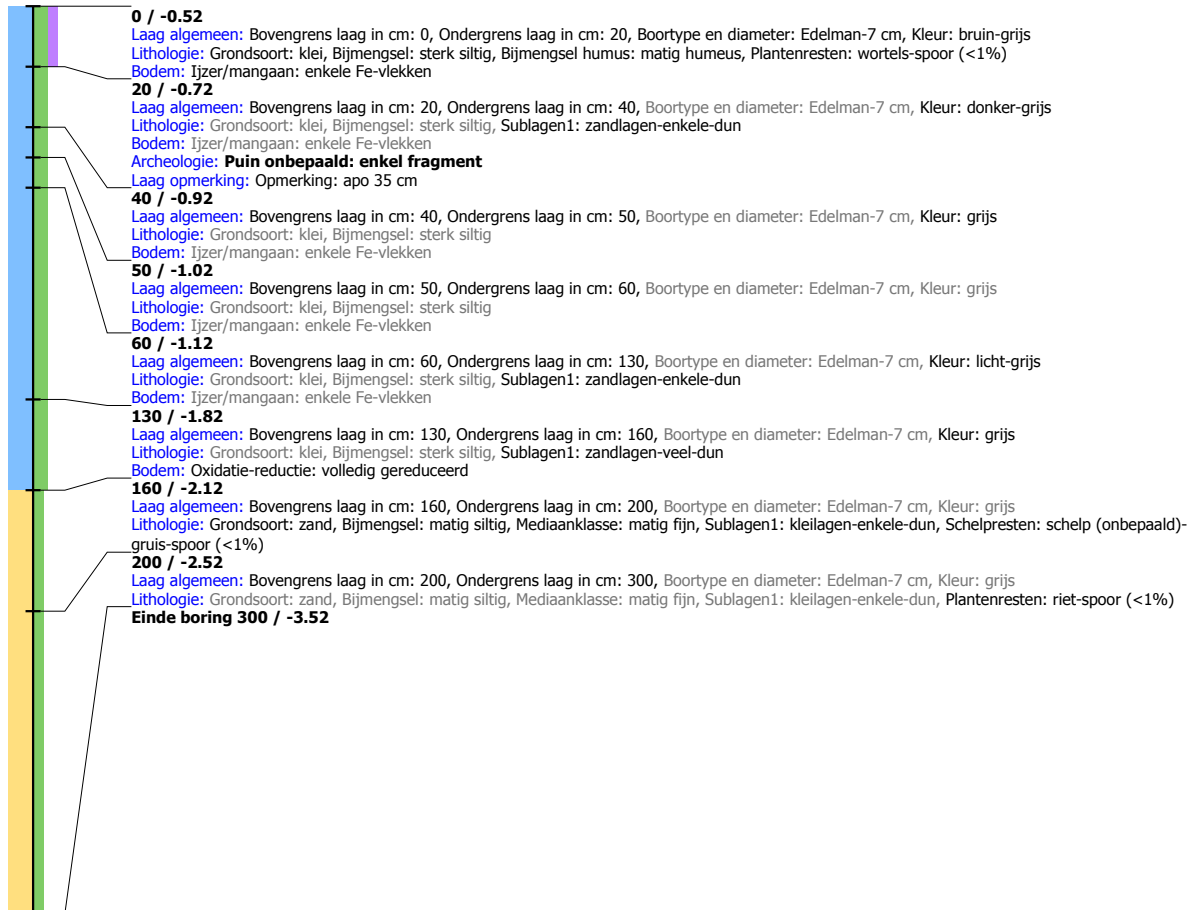 0 / -0.52
Laag algemeen: Bovengrens laag in cm: 0, Ondergrens laag in cm: 20, Boortype en diameter: Edelman-7 cm, Kleur: bruin-grijs
Lithologie: Grondsoort: klei, Bijmengsel: sterk siltig, Bijmengsel humus: matig humeus, Plantenresten: wortels-spoor (<1%)
Bodem: Ijzer/mangaan: enkele Fe-vlekken
20 / -0.72
Laag algemeen: Bovengrens laag in cm: 20, Ondergrens laag in cm: 40, Boortype en diameter: Edelman-7 cm, Kleur: donker-grijs
Lithologie: Grondsoort: klei, Bijmengsel: sterk siltig, Sublagen1: zandlagen-enkele-dun
Bodem: Ijzer/mangaan: enkele Fe-vlekken
Archeologie: Puin onbepaald: enkel fragment
Laag opmerking: Opmerking: apo 35 cm
40 / -0.92
Laag algemeen: Bovengrens laag in cm: 40, Ondergrens laag in cm: 50, Boortype en diameter: Edelman-7 cm, Kleur: grijs
Lithologie: Grondsoort: klei, Bijmengsel: sterk siltig
Bodem: Ijzer/mangaan: enkele Fe-vlekken
50 / -1.02
Laag algemeen: Bovengrens laag in cm: 50, Ondergrens laag in cm: 60, Boortype en diameter: Edelman-7 cm, Kleur: grijs
Lithologie: Grondsoort: klei, Bijmengsel: sterk siltig
Bodem: Ijzer/mangaan: enkele Fe-vlekken
60 / -1.12
Laag algemeen: Bovengrens laag in cm: 60, Ondergrens laag in cm: 130, Boortype en diameter: Edelman-7 cm, Kleur: licht-grijs
Lithologie: Grondsoort: klei, Bijmengsel: sterk siltig, Sublagen1: zandlagen-enkele-dun
Bodem: Ijzer/mangaan: enkele Fe-vlekken
130 / -1.82
Laag algemeen: Bovengrens laag in cm: 130, Ondergrens laag in cm: 160, Boortype en diameter: Edelman-7 cm, Kleur: grijs
Lithologie: Grondsoort: klei, Bijmengsel: sterk siltig, Sublagen1: zandlagen-veel-dun
Bodem: Oxidatie-reductie: volledig gereduceerd
160 / -2.12
Laag algemeen: Bovengrens laag in cm: 160, Ondergrens laag in cm: 200, Boortype en diameter: Edelman-7 cm, Kleur: grijs
Lithologie: Grondsoort: zand, Bijmengsel: matig siltig, Mediaanklasse: matig fijn, Sublagen1: kleilagen-enkele-dun, Schelpresten: schelp (onbepaald)-
gruis-spoor (<1%)
200 / -2.52
Laag algemeen: Bovengrens laag in cm: 200, Ondergrens laag in cm: 300, Boortype en diameter: Edelman-7 cm, Kleur: grijs
Lithologie: Grondsoort: zand, Bijmengsel: matig siltig, Mediaanklasse: matig fijn, Sublagen1: kleilagen-enkele-dun, Plantenresten: riet-spoor (<1%)
Einde boring 300 / -3.52